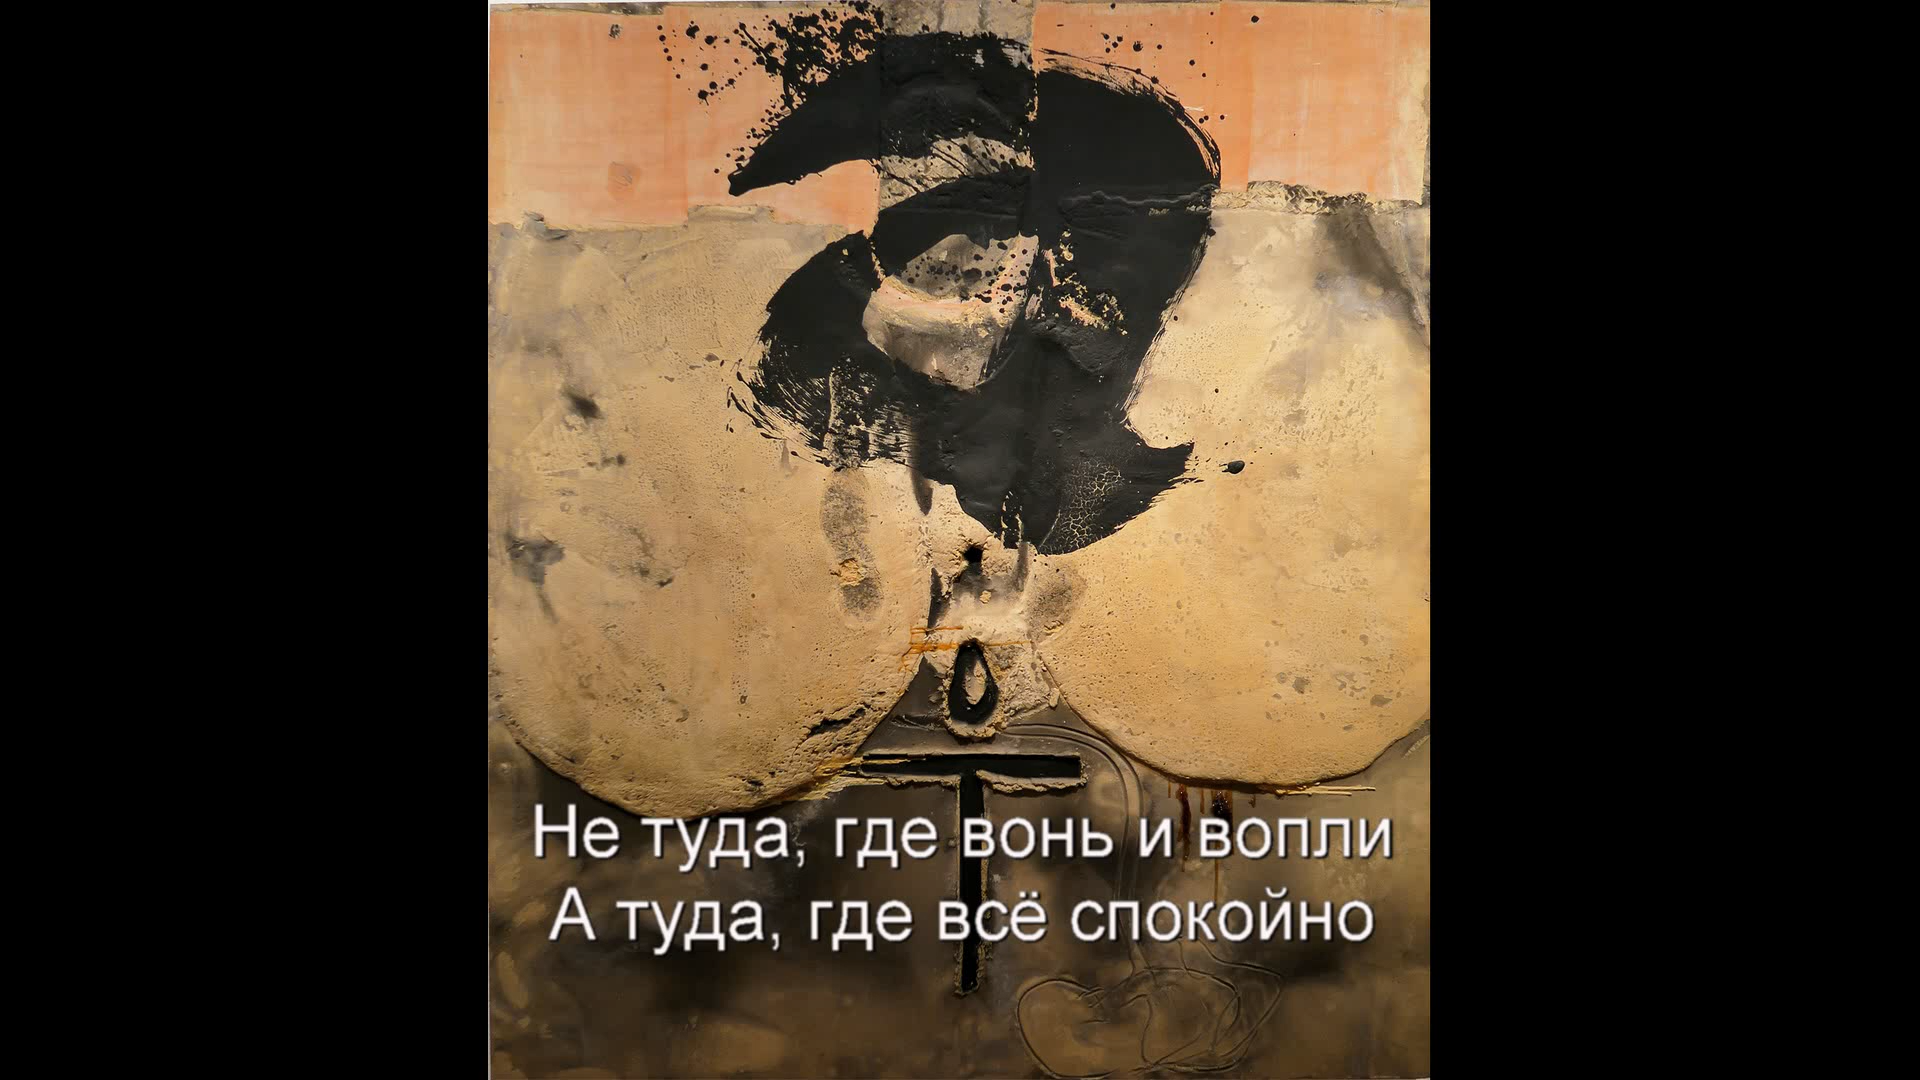 Не туда, где вонь и вопли
А туда, где всё спокойно